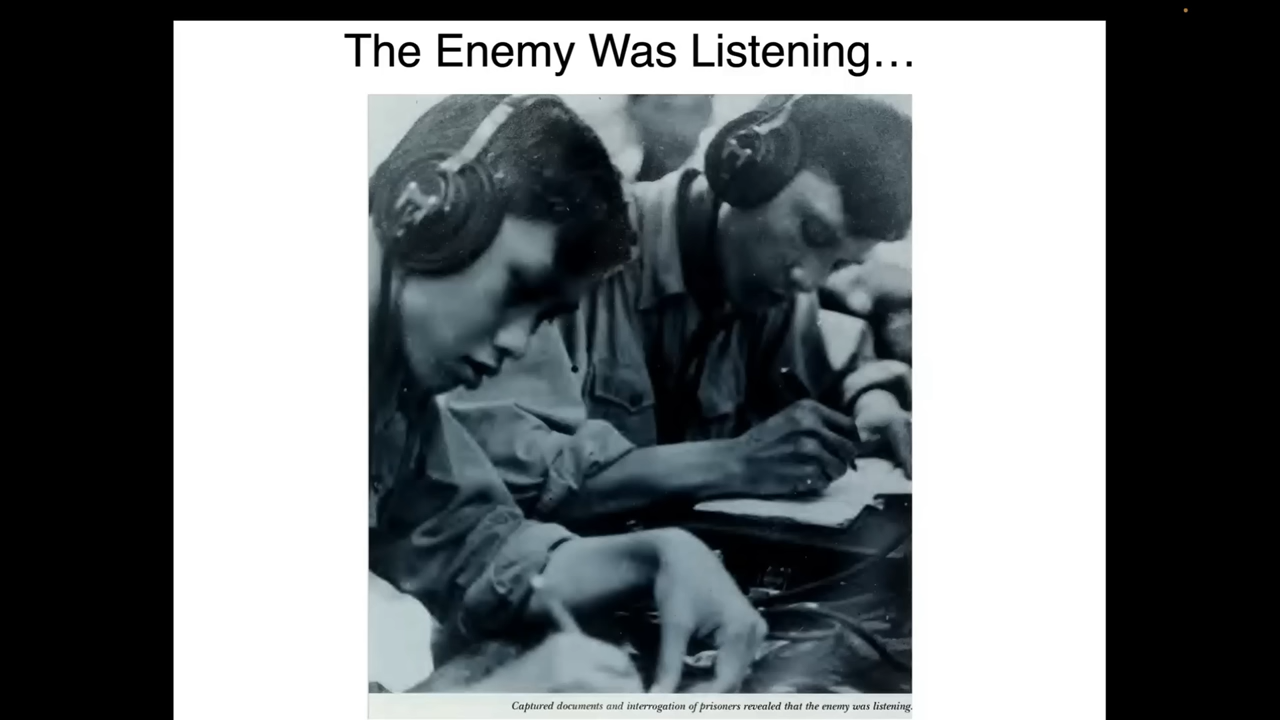 The Enemy Was Listening…
Captured documents and interrogation of prisoners revealed that the enemy was listening.